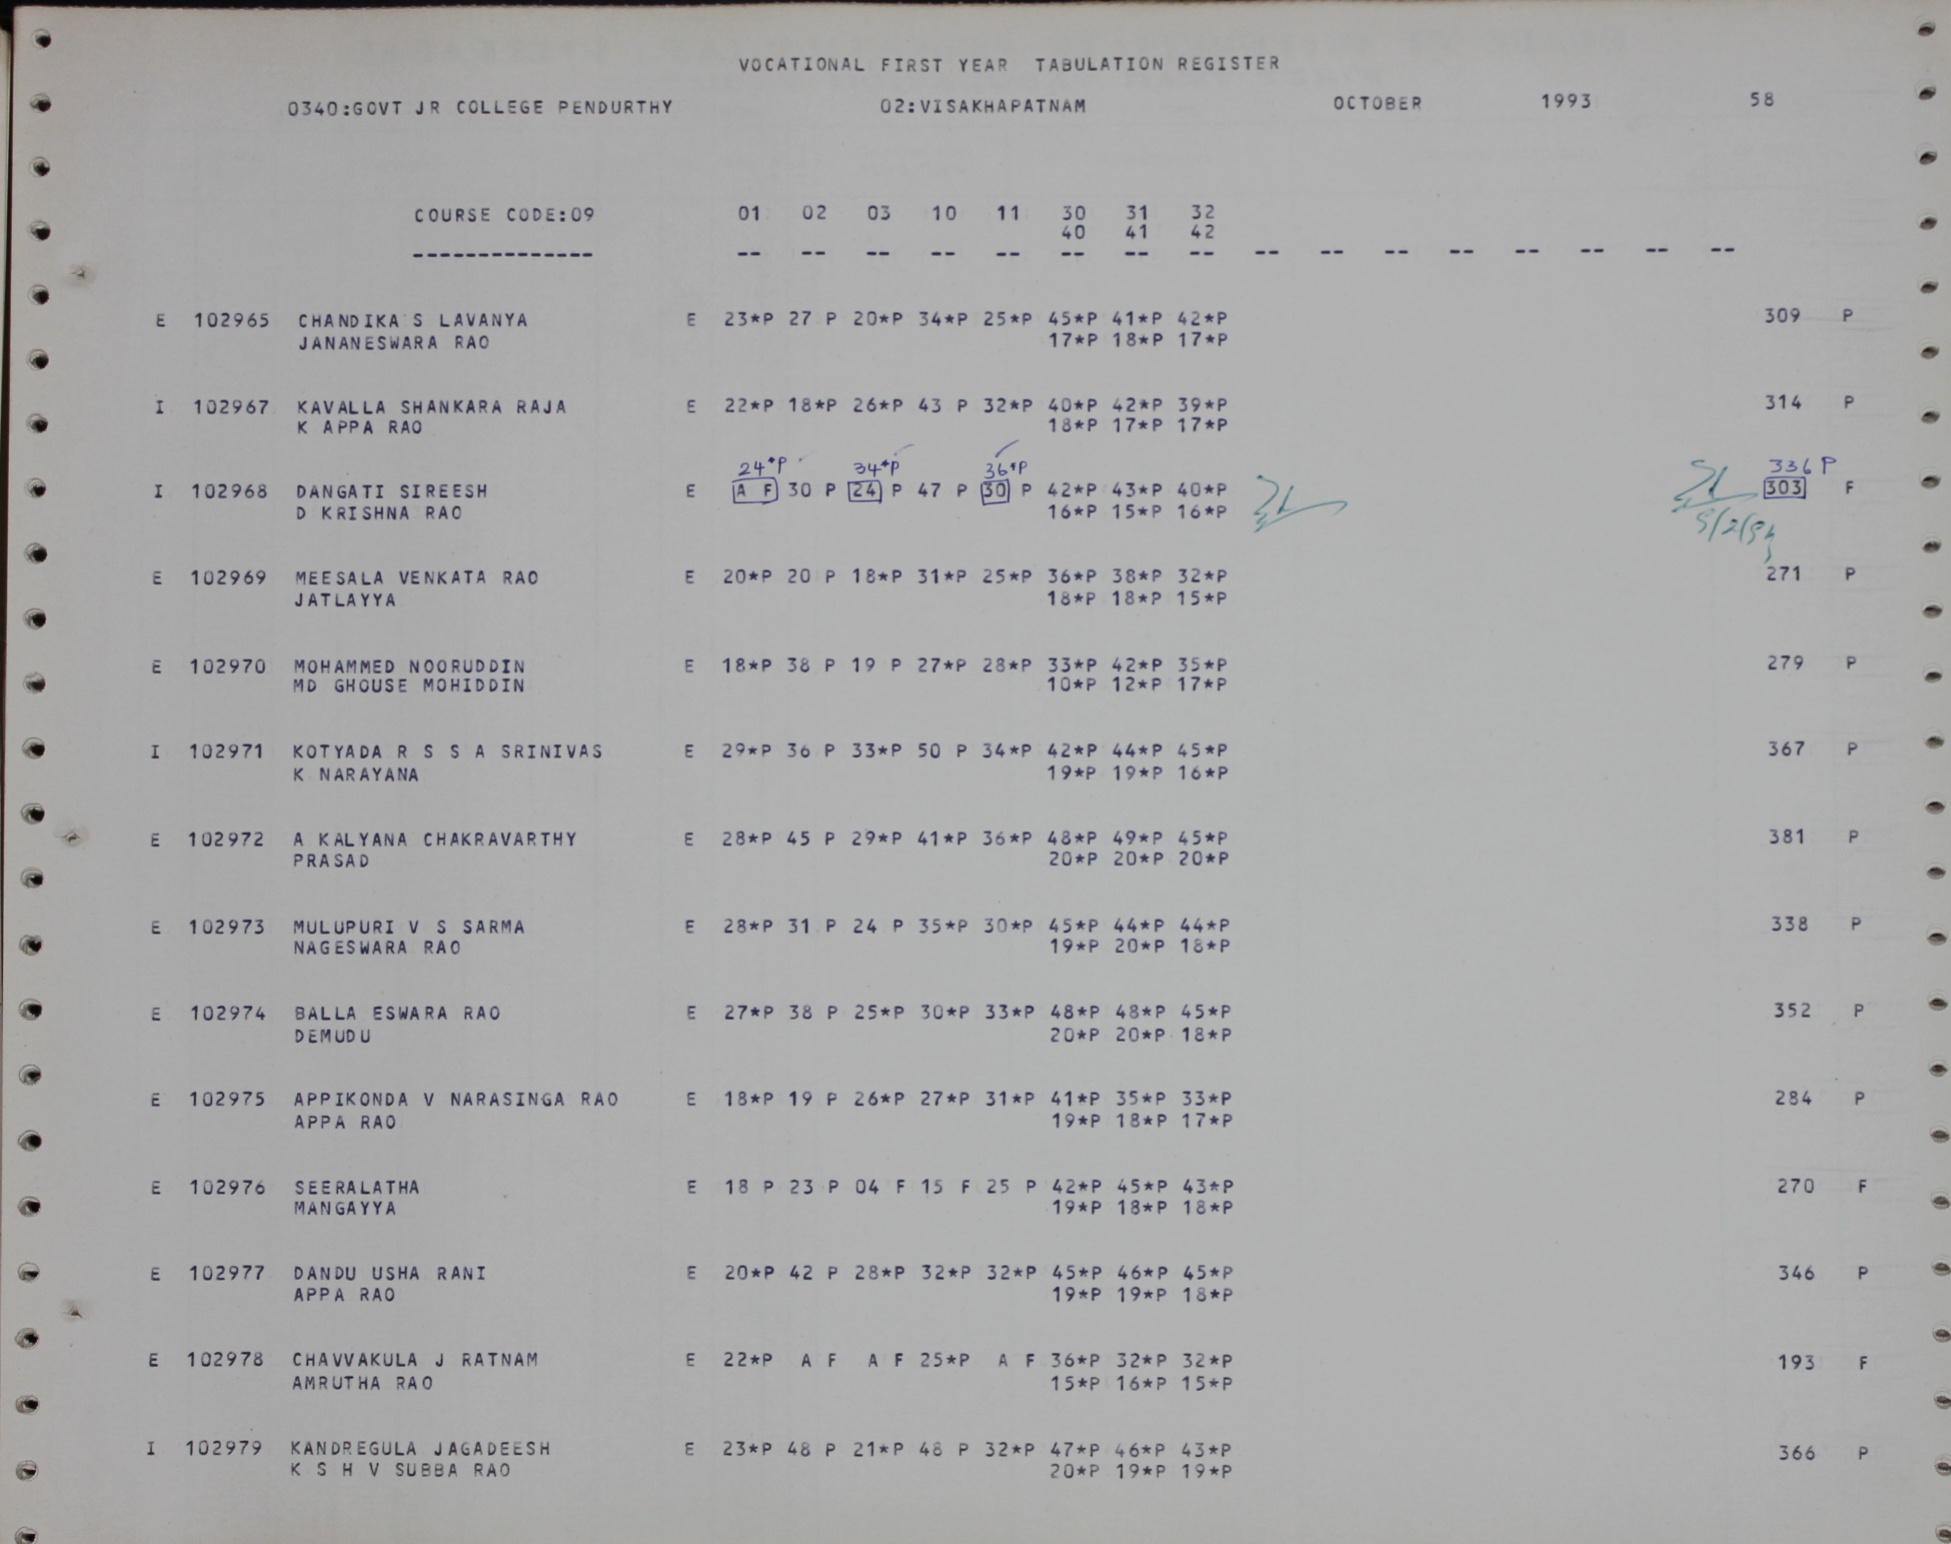 VOCATIONAL FIRST YEAR TABULATION REGISTER
0340:GOVT JR COLLEGE PENDURTHY 02:VISAKHAPATNAM OCTOBER 1993 58
COURSE CODE:09 01 02 03 10 11 30 31 32
40 41 42
-------------- -- -- -- -- -- -- -- -- -- -- -- -- -- -- -- --
E 102965 CHANDIKA S LAVANYA E 23*P 27 P 20*P 34*P 25*P 45*P 41*P 42*P 309 P
JANANESWARA RAO 17*P 18*P 17*P
I 102967 KAVALLA SHANKARA RAJA E 22*P 18*P 26*P 43 P 32*P 40*P 42*P 39*P 314 P
K APPA RAO 18*P 17*P 17*P
24*P 34*P 36*P 336 P
I 102968 DANGATI SIREESH E A F 30 P 24 P 47 P 30 P 42*P 43*P 40*P 303 F
D KRISHNA RAO 16*P 15*P 16*P
E 102969 MEESALA VENKATA RAO E 20*P 20 P 18*P 31*P 25*P 36*P 38*P 32*P 271 P
JATLAYYA 18*P 18*P 15*P
E 102970 MOHAMMED NOORUDDIN E 18*P 38 P 19 P 27*P 28*P 33*P 42*P 35*P 279 P
MD GHOUSE MOHIDDIN 10*P 12*P 17*P
I 102971 KOTYADA R S S A SRINIVAS E 29*P 36 P 33*P 50 P 34*P 42*P 44*P 45*P 367 P
K NARAYANA 19*P 19*P 16*P
E 102972 A KALYANA CHAKRAVARTHY E 28*P 45 P 29*P 41*P 36*P 48*P 49*P 45*P 381 P
PRASAD 20*P 20*P 20*P
E 102973 MULUPURI V S SARMA E 28*P 31 P 24 P 35*P 30*P 45*P 44*P 44*P 338 P
NAGESWARA RAO 19*P 20*P 18*P
E 102974 BALLA ESWARA RAO E 27*P 38 P 25*P 30*P 33*P 48*P 48*P 45*P 352 P
DEMUDU 20*P 20*P 18*P
E 102975 APPIKONDA V NARASINGA RAO E 18*P 19 P 26*P 27*P 31*P 41*P 35*P 33*P 284 P
APPA RAO 19*P 18*P 17*P
E 102976 SEERALATHA E 18 P 23 P 04 F 15 F 25 P 42*P 45*P 43*P 270 F
MANGAYYA 19*P 18*P 18*P
E 102977 DANDU USHA RANI E 20*P 42 P 28*P 32*P 32*P 45*P 46*P 45*P 346 P
APPA RAO 19*P 19*P 18*P
E 102978 CHAVVAKULA J RATNAM E 22*P A F A F 25*P A F 36*P 32*P 32*P 193 F
AMRUTHA RAO 15*P 16*P 15*P
I 102979 KANDREGULA JAGADEESH E 23*P 48 P 21*P 48 P 32*P 47*P 46*P 43*P 366 P
K S H V SUBBA RAO 20*P 19*P 19*P